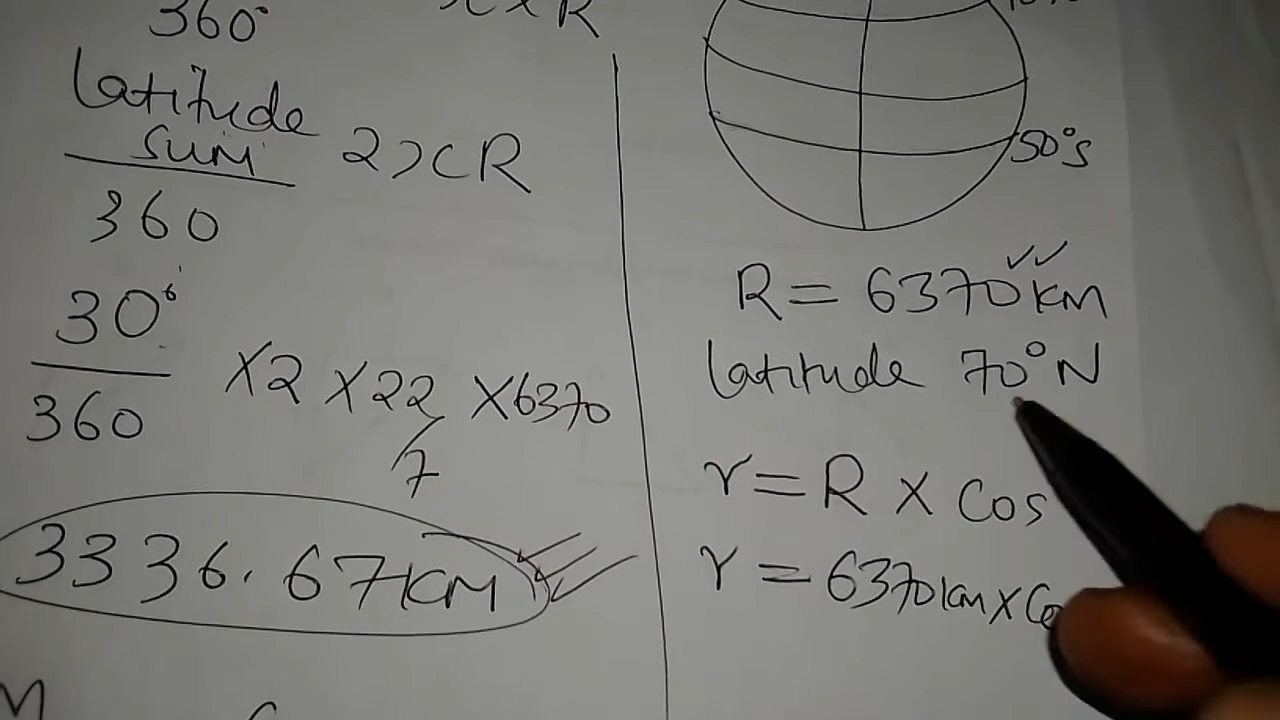 360°
latitude
SUM
360
2πR
30°
360
×2 ×22/7 ×6370
3336.67KM
50°S
R = 6370KM
latitude 70°N
r = R × Cos
r = 6370km×Co